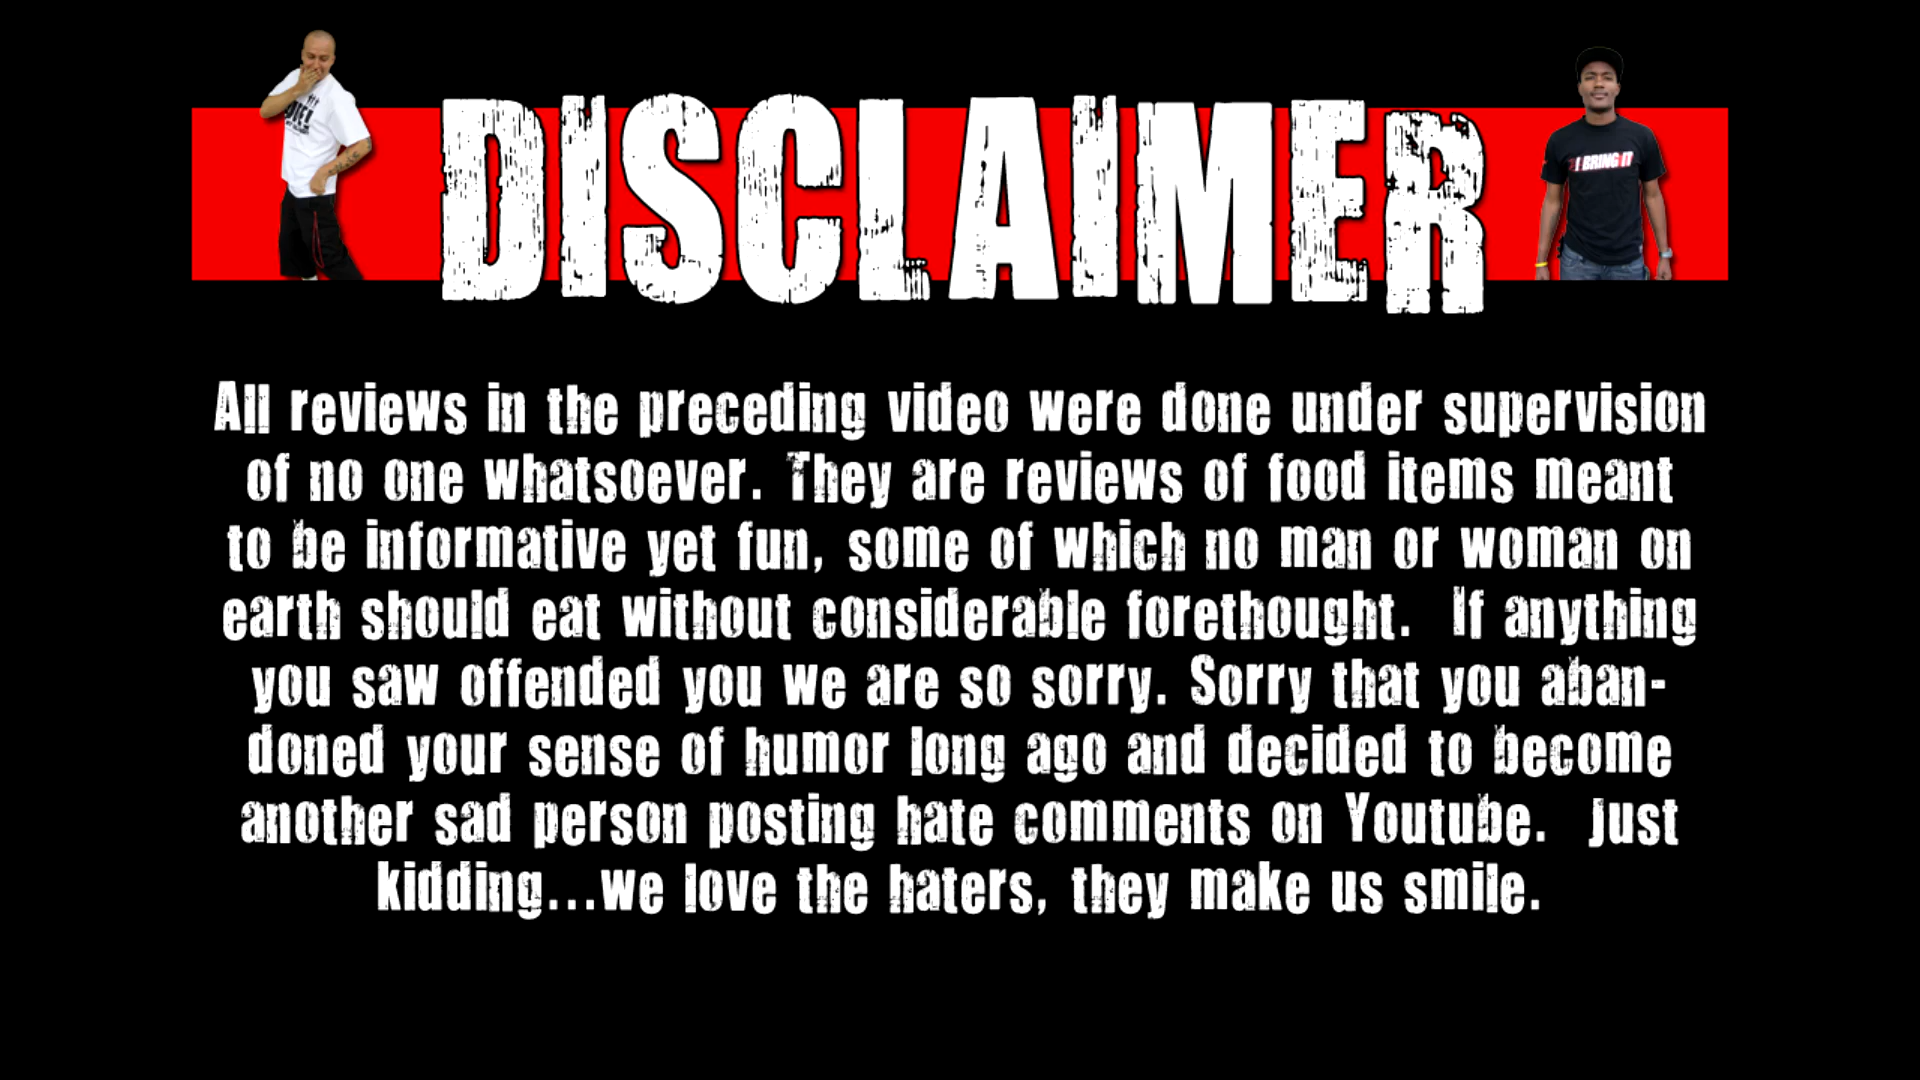 DISCLAIMER
I BRING IT
All reviews in the preceding video were done under supervision
of no one whatsoever. They are reviews of food items meant
to be informative yet fun, some of which no man or woman on
earth should eat without considerable forethought.  If anything
you saw offended you we are so sorry. Sorry that you aban-
doned your sense of humor long ago and decided to become
another sad person posting hate comments on Youtube.  Just
kidding...we love the haters, they make us smile.